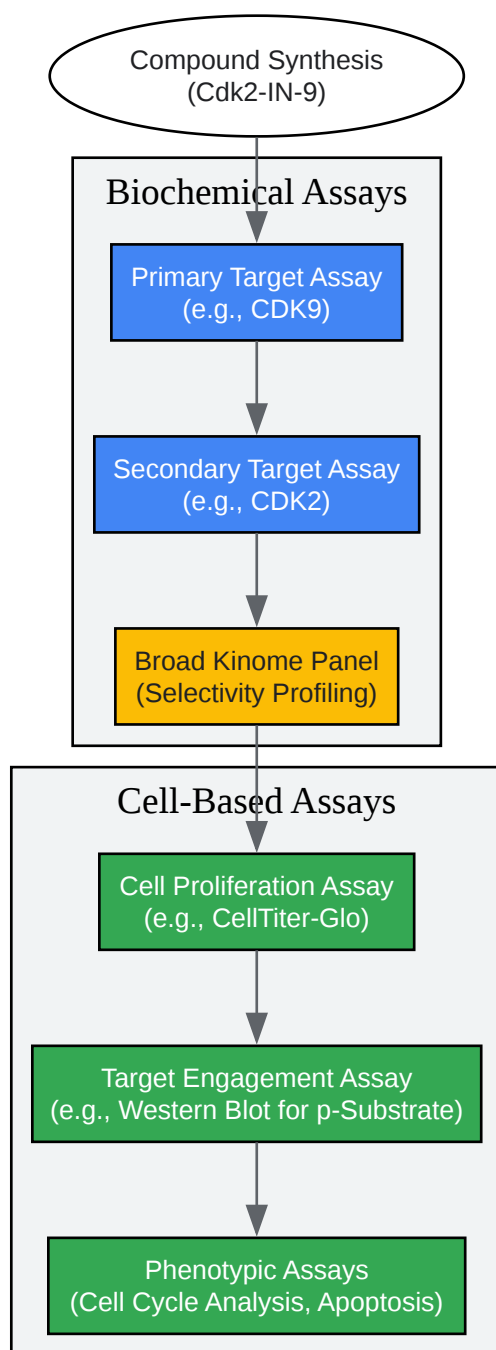 Compound Synthesis
(Cdk2-IN-9)
Biochemical Assays
Primary Target Assay
(e.g., CDK9)
Secondary Target Assay
(e.g., CDK2)
Broad Kinome Panel
(Selectivity Profiling)
Cell-Based Assays
Cell Proliferation Assay
(e.g., CellTiter-Glo)
Target Engagement Assay
(e.g., Western Blot for p-Substrate)
Phenotypic Assays
(Cell Cycle Analysis, Apoptosis)